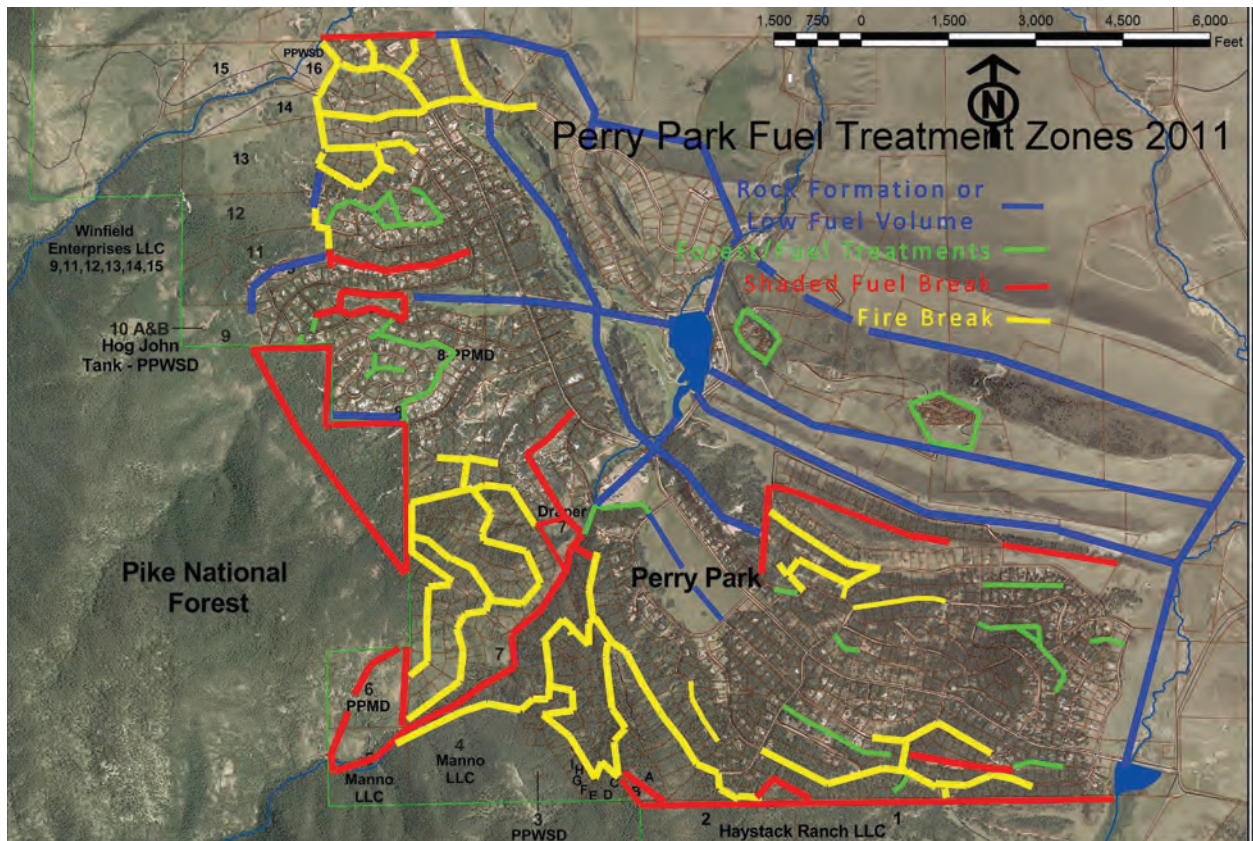 1,500 750 0 1,500 3,000 4,500 6,000
Feet
N
Perry Park Fuel Treatment Zones 2011
Rock Formation or
Low Fuel Volume
Forest/Fuel Treatments
Shaded Fuel Break
Fire Break
PPWSD
16
15
14
13
12
11
Winfield
Enterprises LLC
9,11,12,13,14,15
10 A&B
Hog John
Tank - PPWSD
9
8-PPMD
8
Draper
7
Pike National
Forest
Perry Park
7
6
PPMD
5
Manno
LLC
4
Manno
LLC
I
H
G
F
E
D
C
B
A
3
PPWSD
2
Haystack Ranch LLC
1